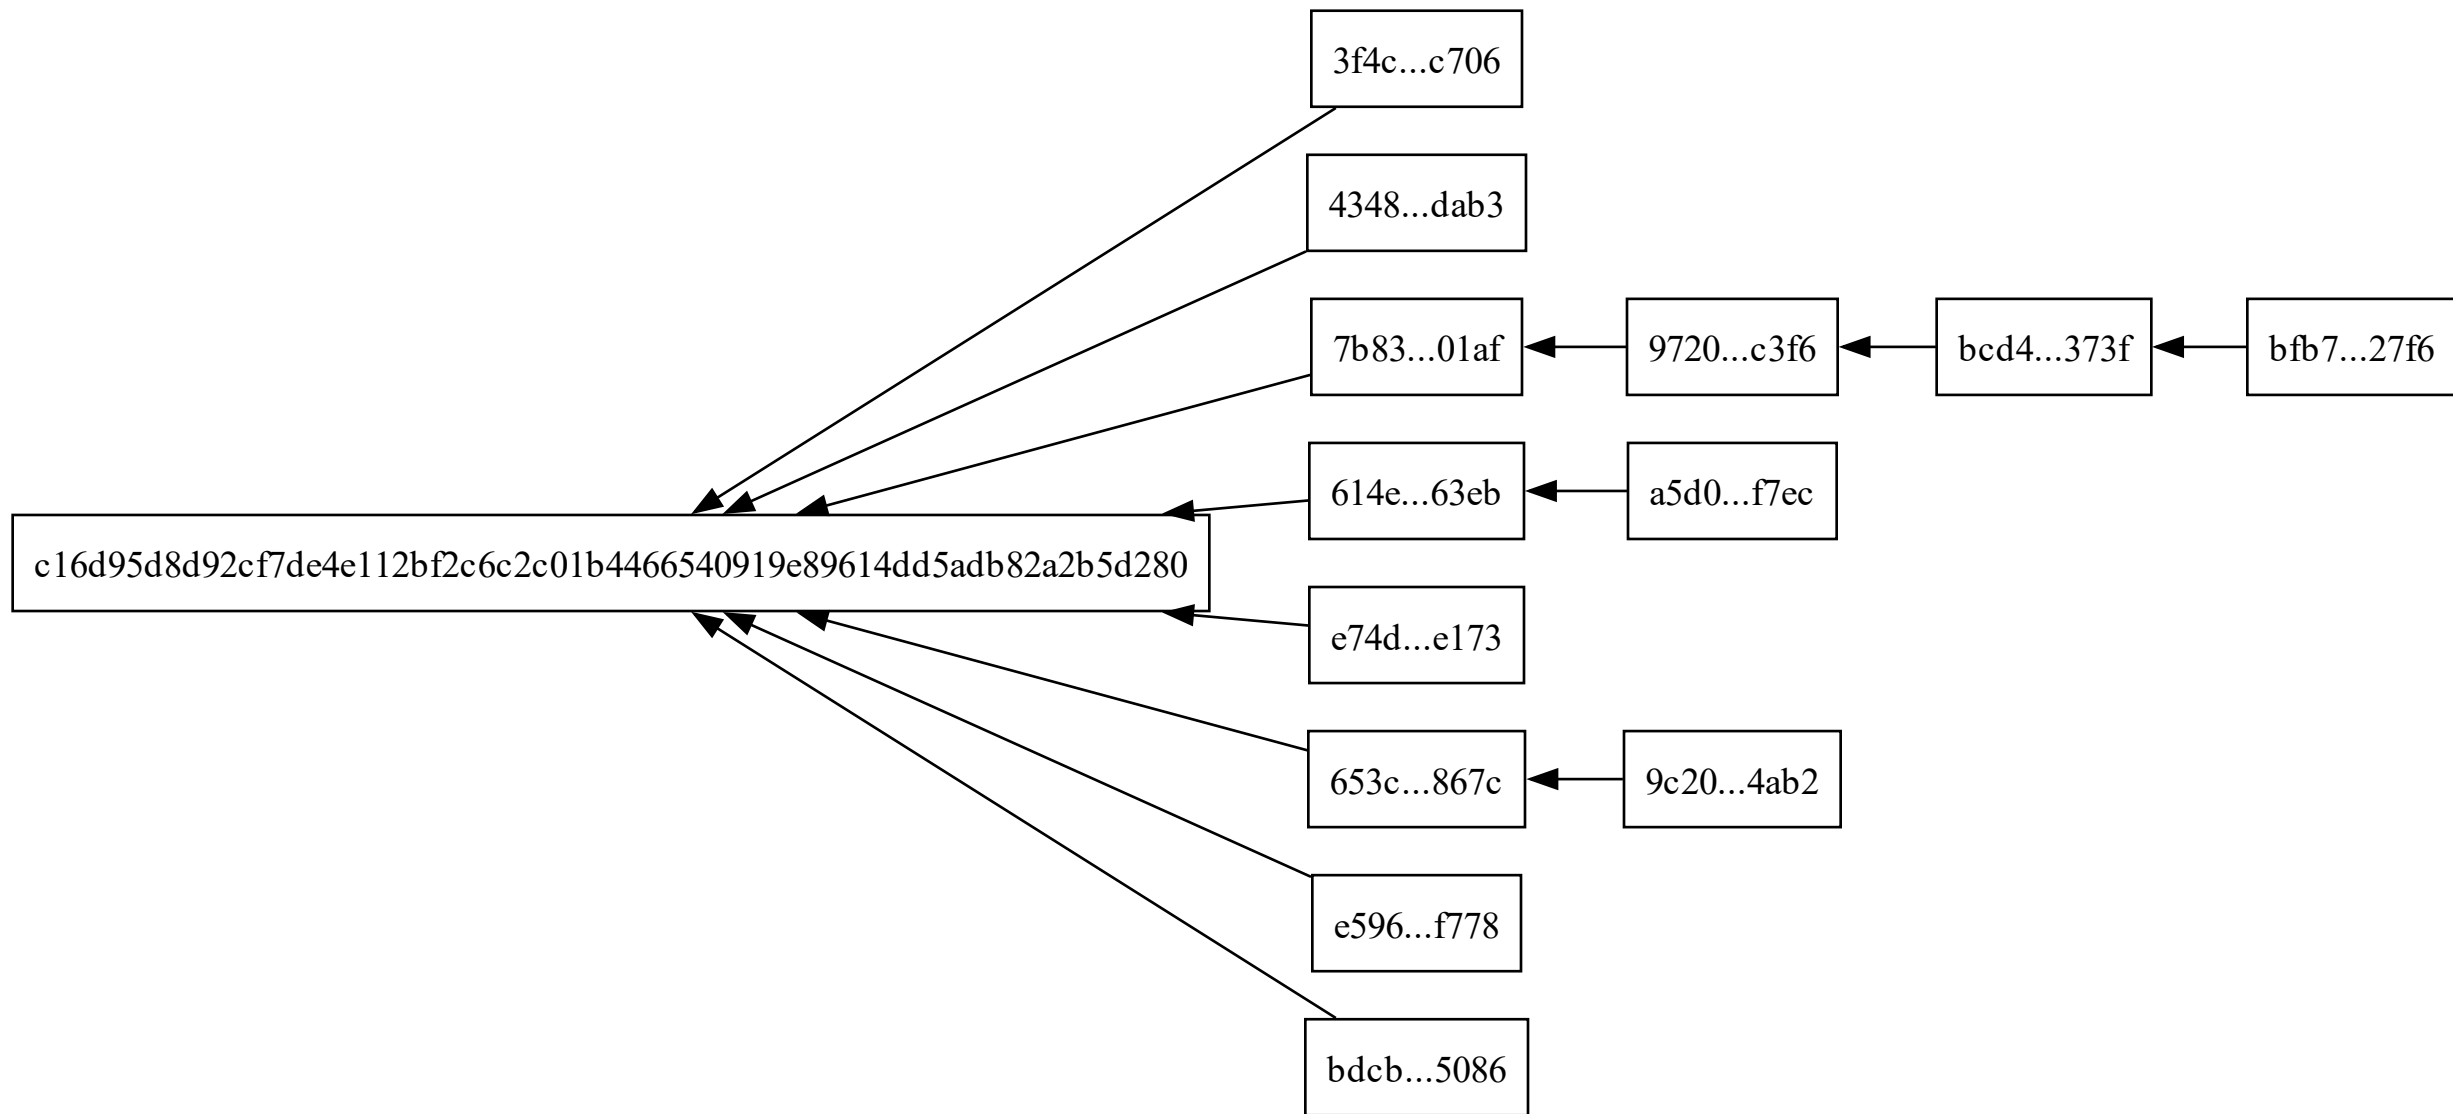 3f4c...c706
4348...dab3
7b83...01af
9720...c3f6
bcd4...373f
bfb7...27f6
614e...63eb
a5d0...f7ec
c16d95d8d92cf7de4e112bf2c6c2c01b4466540919e89614dd5adb82a2b5d280
e74d...e173
653c...867c
9c20...4ab2
e596...f778
bdcb...5086